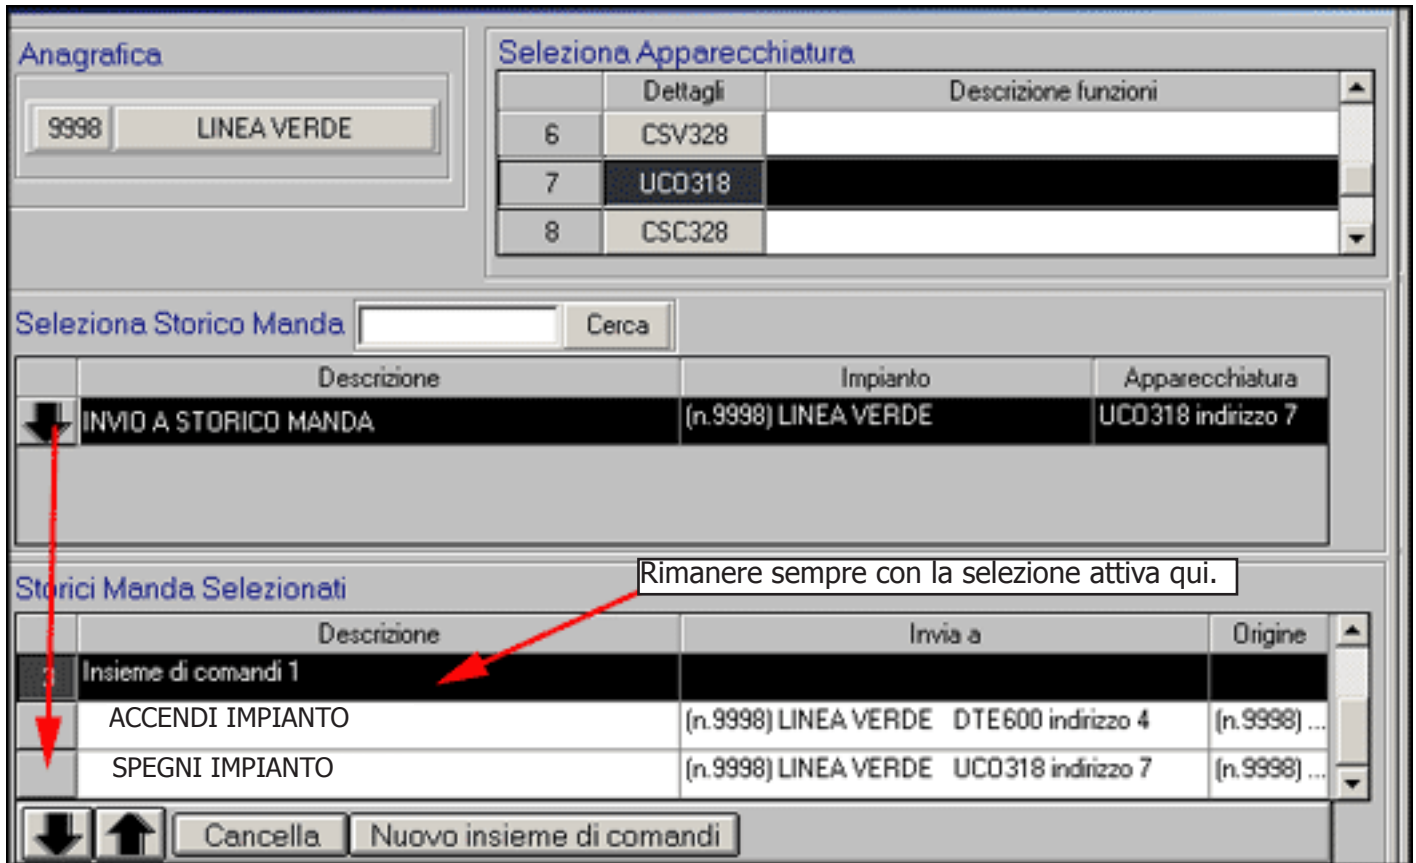 Anagrafica
9998 LINEA VERDE
Seleziona Apparecchiatura
Dettagli Descrizione funzioni
6 CSV328
7 UCO318
8 CSC328
Seleziona Storico Manda Cerca
Descrizione Impianto Apparecchiatura
INVIO A STORICO MANDA (n.9998) LINEA VERDE UCO318 indirizzo 7
Rimanere sempre con la selezione attiva qui.
Storici Manda Selezionati
Descrizione Invia a Origine
Insieme di comandi 1
ACCENDI IMPIANTO (n.9998) LINEA VERDE DTE600 indirizzo 4 (n.9998) ...
SPEGNI IMPIANTO (n.9998) LINEA VERDE UCO318 indirizzo 7 (n.9998) ...
Cancella Nuovo insieme di comandi